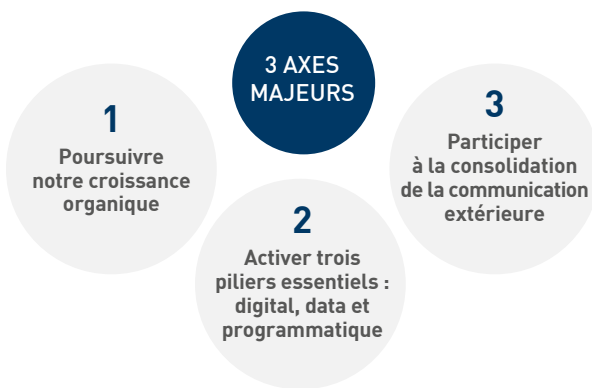 3 AXES
MAJEURS
1
Poursuivre
notre croissance
organique
2
Activer trois
piliers essentiels :
digital, data et
programmatique
3
Participer
à la consolidation
de la communication
extérieure